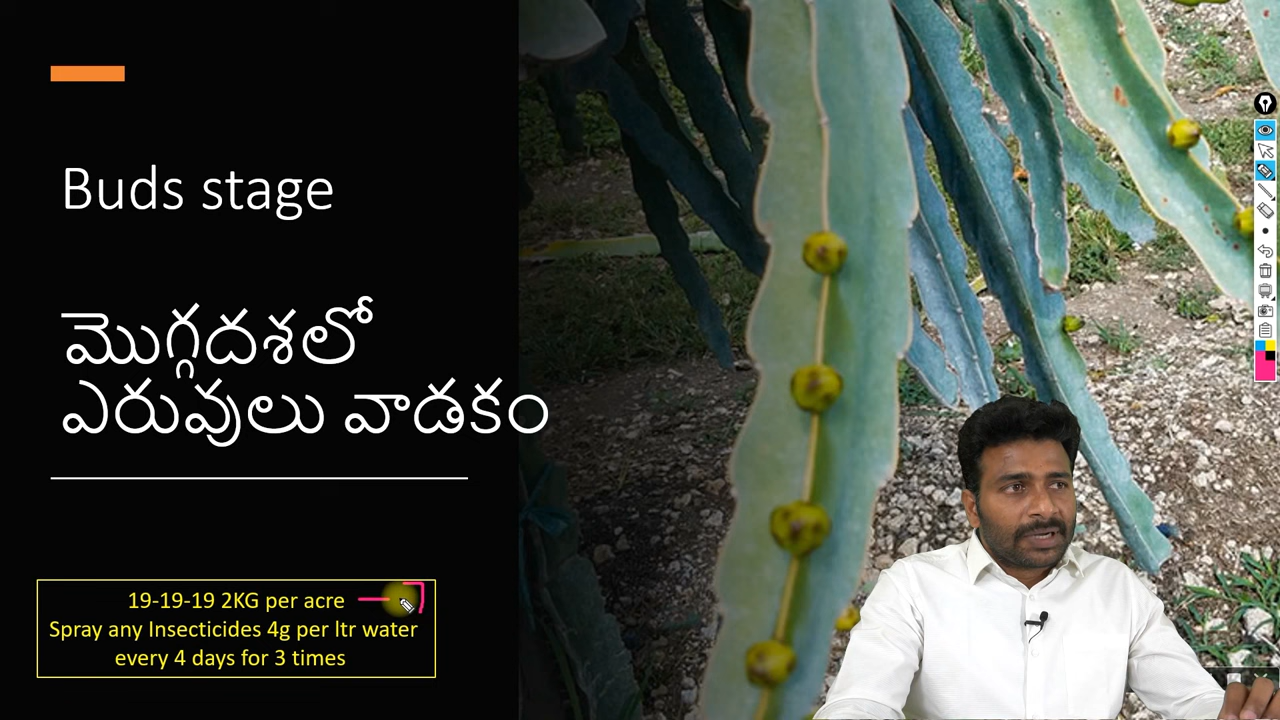 Buds stage
మొగ్గదశలో
ఎరువులు వాడకం
19-19-19 2KG per acre
Spray any Insecticides 4g per ltr water
every 4 days for 3 times